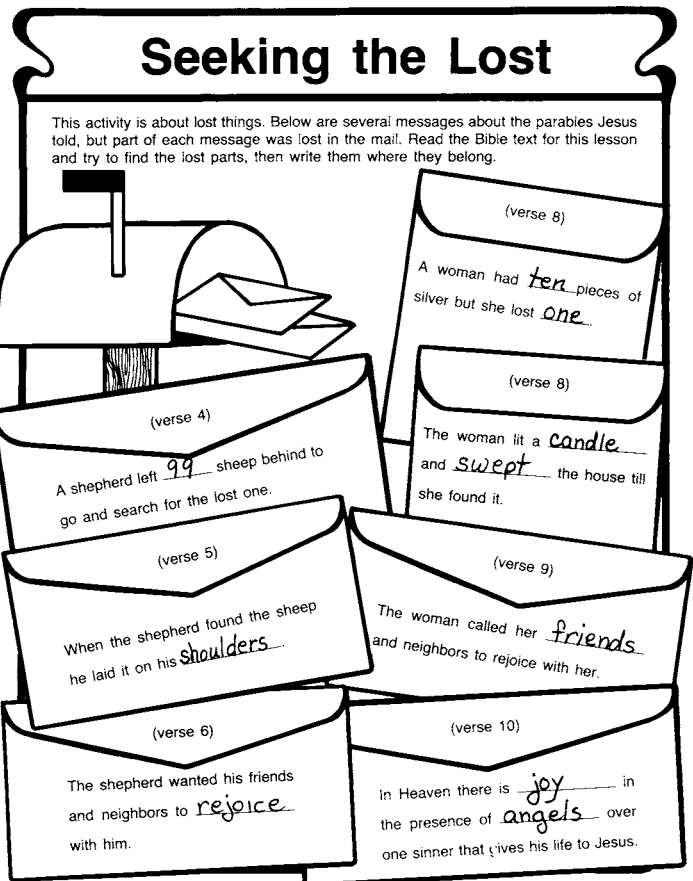 Seeking the Lost
This activity is about lost things. Below are several messages about the parables Jesus
told, but part of each message was lost in the mail. Read the Bible text for this lesson
and try to find the lost parts, then write them where they belong.
(verse 8)
A woman had ten pieces of
silver but she lost one
(verse 8)
The woman lit a candle
and swept the house till
she found it.
(verse 4)
A shepherd left 99 sheep behind to
go and search for the lost one.
(verse 5)
When the shepherd found the sheep
he laid it on his shoulders.
(verse 9)
The woman called her friends
and neighbors to rejoice with her.
(verse 6)
The shepherd wanted his friends
and neighbors to rejoice
with him.
(verse 10)
In Heaven there is joy in
the presence of angels over
one sinner that gives his life to Jesus.